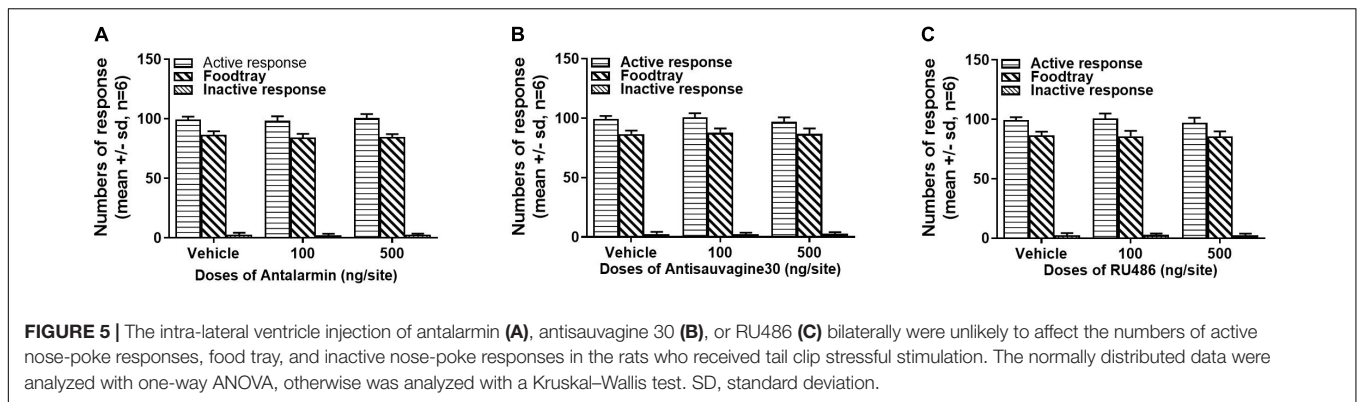 A
Numbers of response
(mean +/- sd, n=6)
150
100
50
0
Active response
Foodtray
Inactive response
Vehicle 100 500
Doses of Antalarmin (ng/site)
B
Numbers of response
(mean +/- sd, n=6)
150
100
50
0
Active response
Foodtray
Inactive response
Vehicle 100 500
Doses of Antisauvagine30 (ng/site)
C
Numbers of response
(mean +/- sd, n=6)
150
100
50
0
Active response
Foodtray
Inactive response
Vehicle 100 500
Doses of RU486 (ng/site)
FIGURE 5 | The intra-lateral ventricle injection of antalarmin (A), antisauvagine 30 (B), or RU486 (C) bilaterally were unlikely to affect the numbers of active
nose-poke responses, food tray, and inactive nose-poke responses in the rats who received tail clip stressful stimulation. The normally distributed data were
analyzed with one-way ANOVA, otherwise was analyzed with a Kruskal–Wallis test. SD, standard deviation.